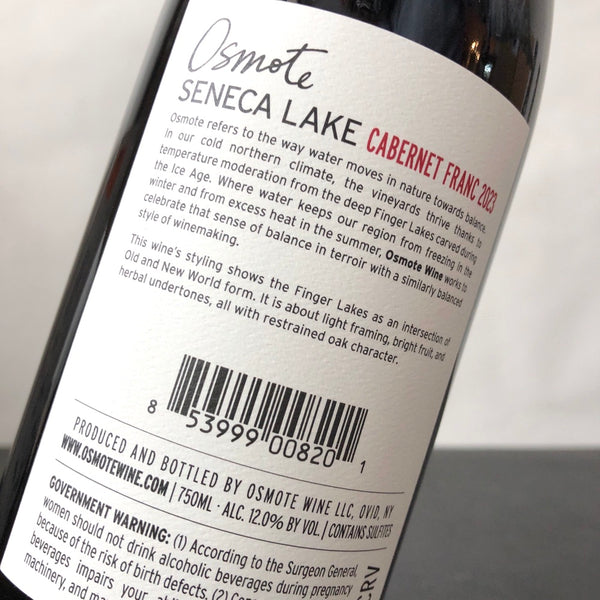 Osmote
SENECA LAKE CABERNET FRANC 2023
Osmote refers to the way water moves in nature towards balance.
In our cold northern climate, the vineyards thrive thanks to
temperature moderation from the deep Finger Lakes carved during
the Ice Age. Where water keeps our region from freezing in the
winter and from excess heat in the summer, Osmote Wine works to
celebrate that sense of balance in terroir with a similarly balanced
style of winemaking.
This wine's styling shows the Finger Lakes as an intersection of
Old and New World form. It is about light framing, bright fruit, and
herbal undertones, all with restrained oak character.
8 53999 00820 1
PRODUCED AND BOTTLED BY OSMOTE WINE LLC, OVID, NY
WWW.OSMOTEWINE.COM | 750ML · ALC. 12.0% BY VOL. | CONTAINS SULFITES
GOVERNMENT WARNING: (1) According to the Surgeon General,
women should not drink alcoholic beverages during pregnancy
because of the risk of birth defects. (2)
beverages impairs your
machinery, and
CRV